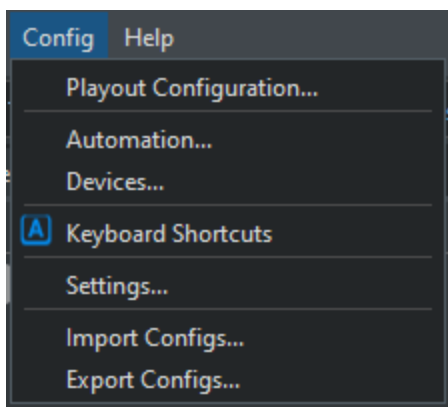 Config Help
Playout Configuration...
Automation...
Devices...
A Keyboard Shortcuts
Settings...
Import Configs...
Export Configs...